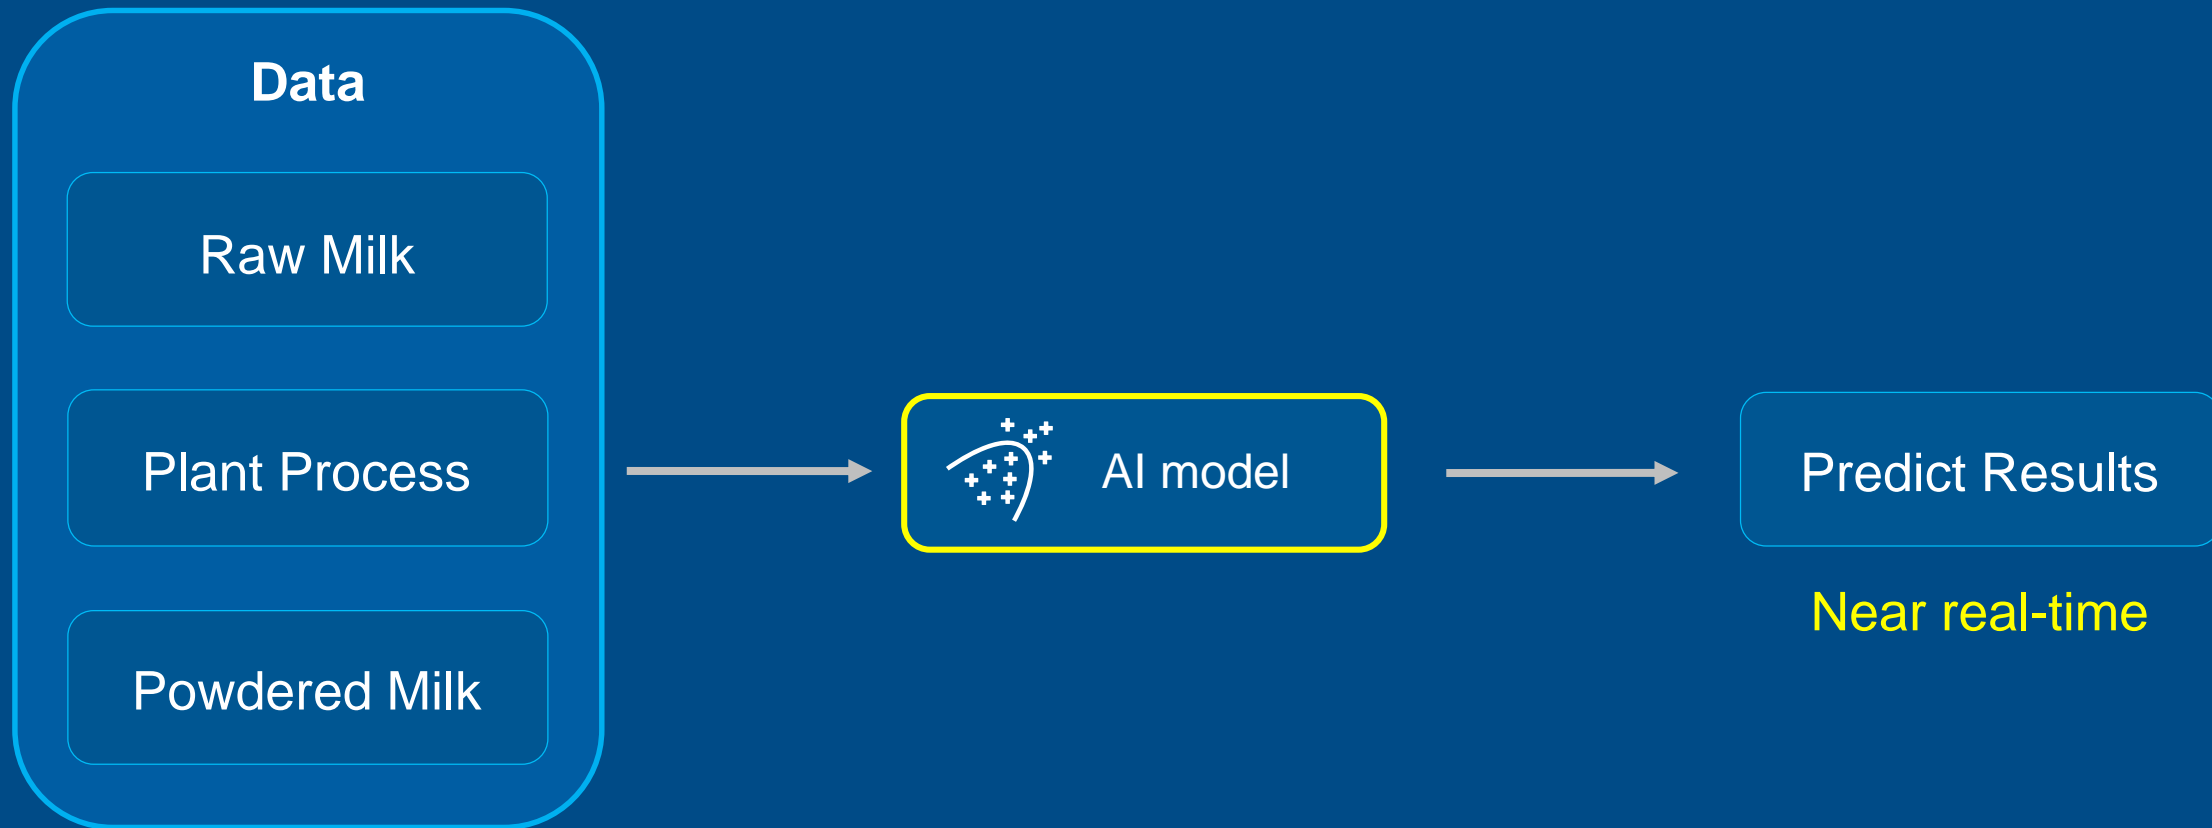 Data
Raw Milk
Plant Process
Powdered Milk
AI model
Predict Results
Near real-time